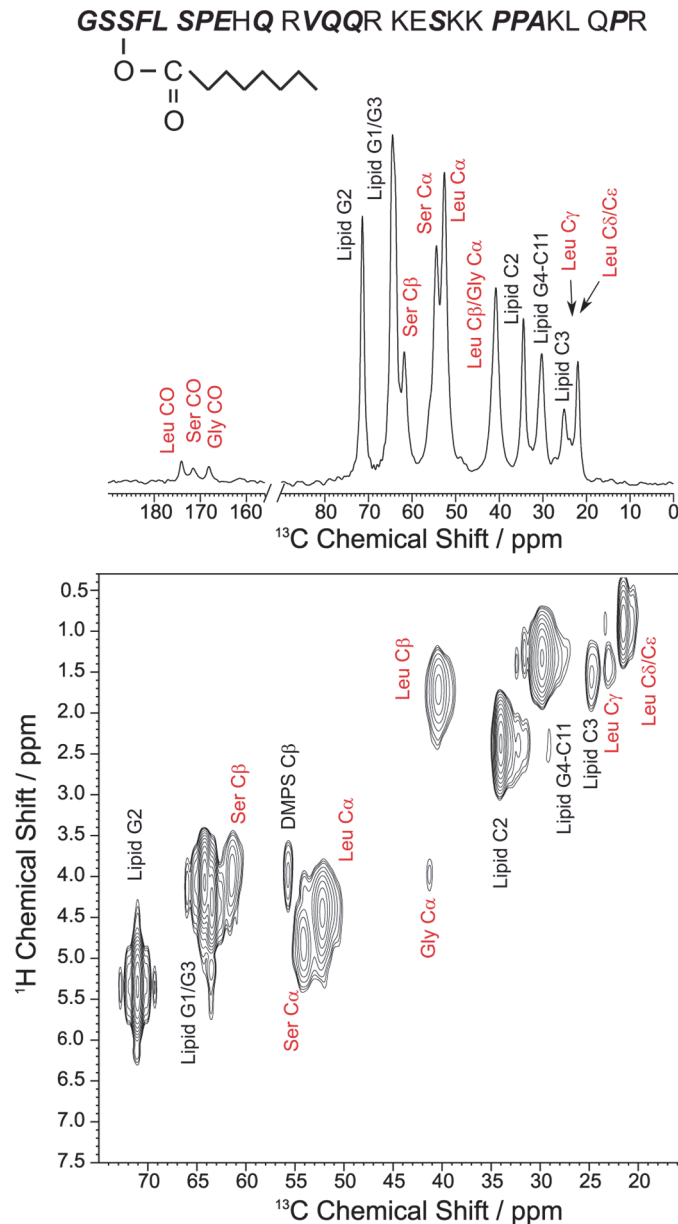 GSSFL SPEHQ RVQQR KESKK PPAKL QPR
O
C
O
Lipid G2
Lipid G1/G3
Ser Cβ
Ser Cα
Leu Cα
Leu Cβ/Gly Cα
Lipid C2
Lipid G4-C11
Lipid C3
Leu Cγ
Leu Cδ/Cε
Leu CO
Ser CO
Gly CO
180 170 160 80 70 60 50 40 30 20 10 0
13C Chemical Shift / ppm
0.5
1.0
1.5
2.0
2.5
3.0
3.5
4.0
4.5
5.0
5.5
6.0
6.5
7.0
7.5
1H Chemical Shift / ppm
Lipid G2
Lipid G1/G3
Ser Cβ
DMPS Cβ
Ser Cα
Leu Cα
Leu Cβ
Gly Cα
Lipid C2
Lipid G4-C11
Lipid C3
Leu Cγ
Leu Cδ/Cε
70 65 60 55 50 45 40 35 30 25 20
13C Chemical Shift / ppm